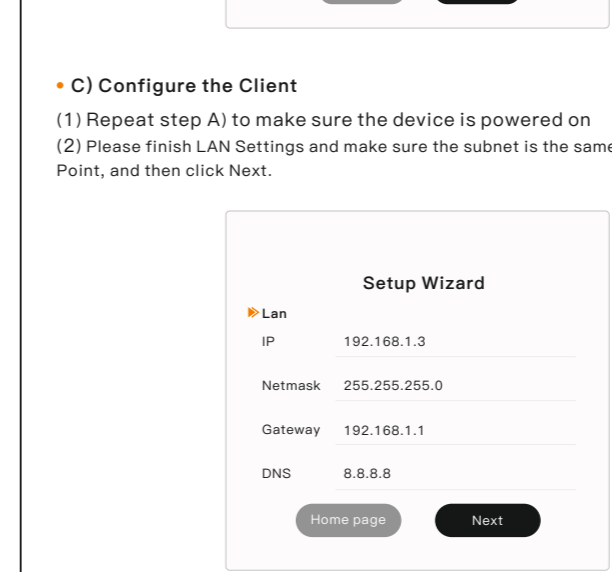 • C) Configure the Client
(1) Repeat step A) to make sure the device is powered on
(2) Please finish LAN Settings and make sure the subnet is the same
Point, and then click Next.
Setup Wizard
Lan
IP 192.168.1.3
Netmask 255.255.255.0
Gateway 192.168.1.1
DNS 8.8.8.8
Home page Next